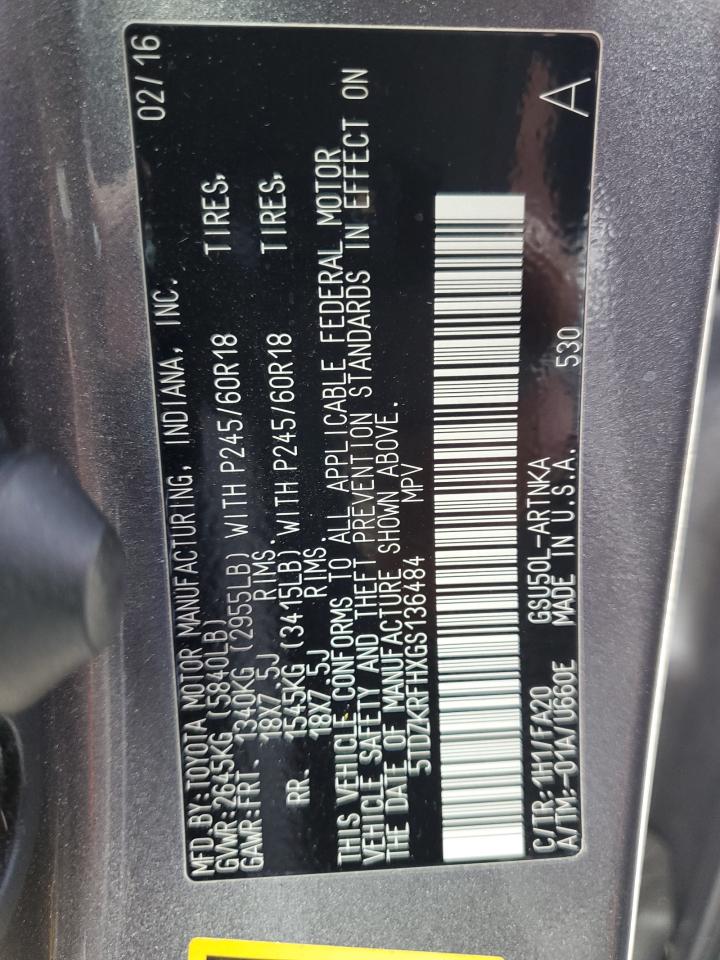 MFD.BY:TOYOTA MOTOR MANUFACTURING, INDIANA, INC. 02/16
GVWR:2645KG(5840LB)
GAWR:FRT. 1340KG (2955LB) WITH P245/60R18 TIRES,
18X7.5J RIMS.
RR. 1545KG (3415LB) WITH P245/60R18 TIRES,
18X7.5J RIMS.
THIS VEHICLE CONFORMS TO ALL APPLICABLE FEDERAL MOTOR
VEHICLE SAFETY AND THEFT PREVENTION STANDARDS IN EFFECT ON
THE DATE OF MANUFACTURE SHOWN ABOVE.
5TDZKRFHXGS136484 MPV
C/TR:1H1/FA20 GSU50L-ARTNKA 530 A
A/TM:-01A/U660E MADE IN U.S.A.